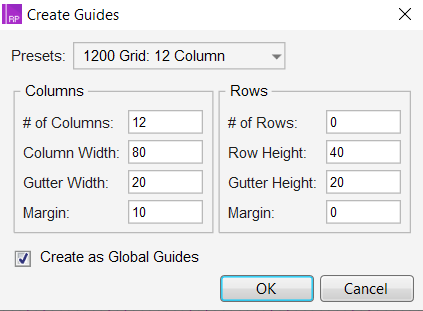 RP Create Guides
Presets: 1200 Grid: 12 Column
Columns
# of Columns: 12
Column Width: 80
Gutter Width: 20
Margin: 10
Rows
# of Rows: 0
Row Height: 40
Gutter Height: 20
Margin: 0
Create as Global Guides
OK Cancel